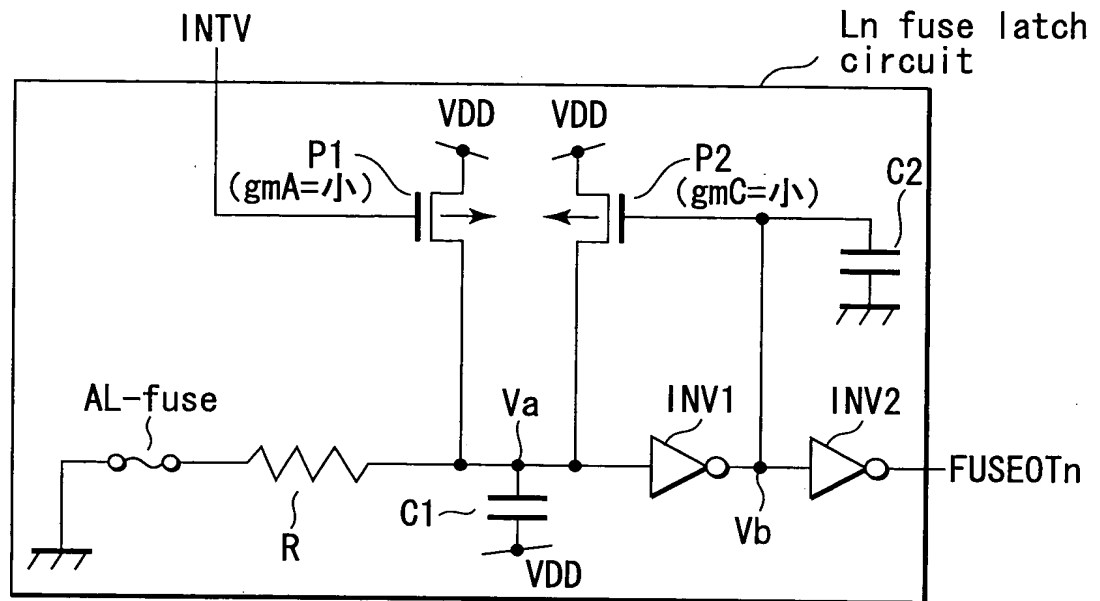 INTV
Ln fuse latch
circuit
VDD
VDD
P1
(gmA=小)
P2
(gmC=小)
C2
AL-fuse
Va
INV1
INV2
FUSEOTn
R
C1
Vb
VDD